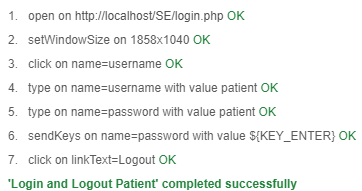 1. open on http://localhost/SE/login.php OK
2. setWindowSize on 1858x1040 OK
3. click on name=username OK
4. type on name=username with value patient OK
5. type on name=password with value patient OK
6. sendKeys on name=password with value ${KEY_ENTER} OK
7. click on linkText=Logout OK
'Login and Logout Patient' completed successfully